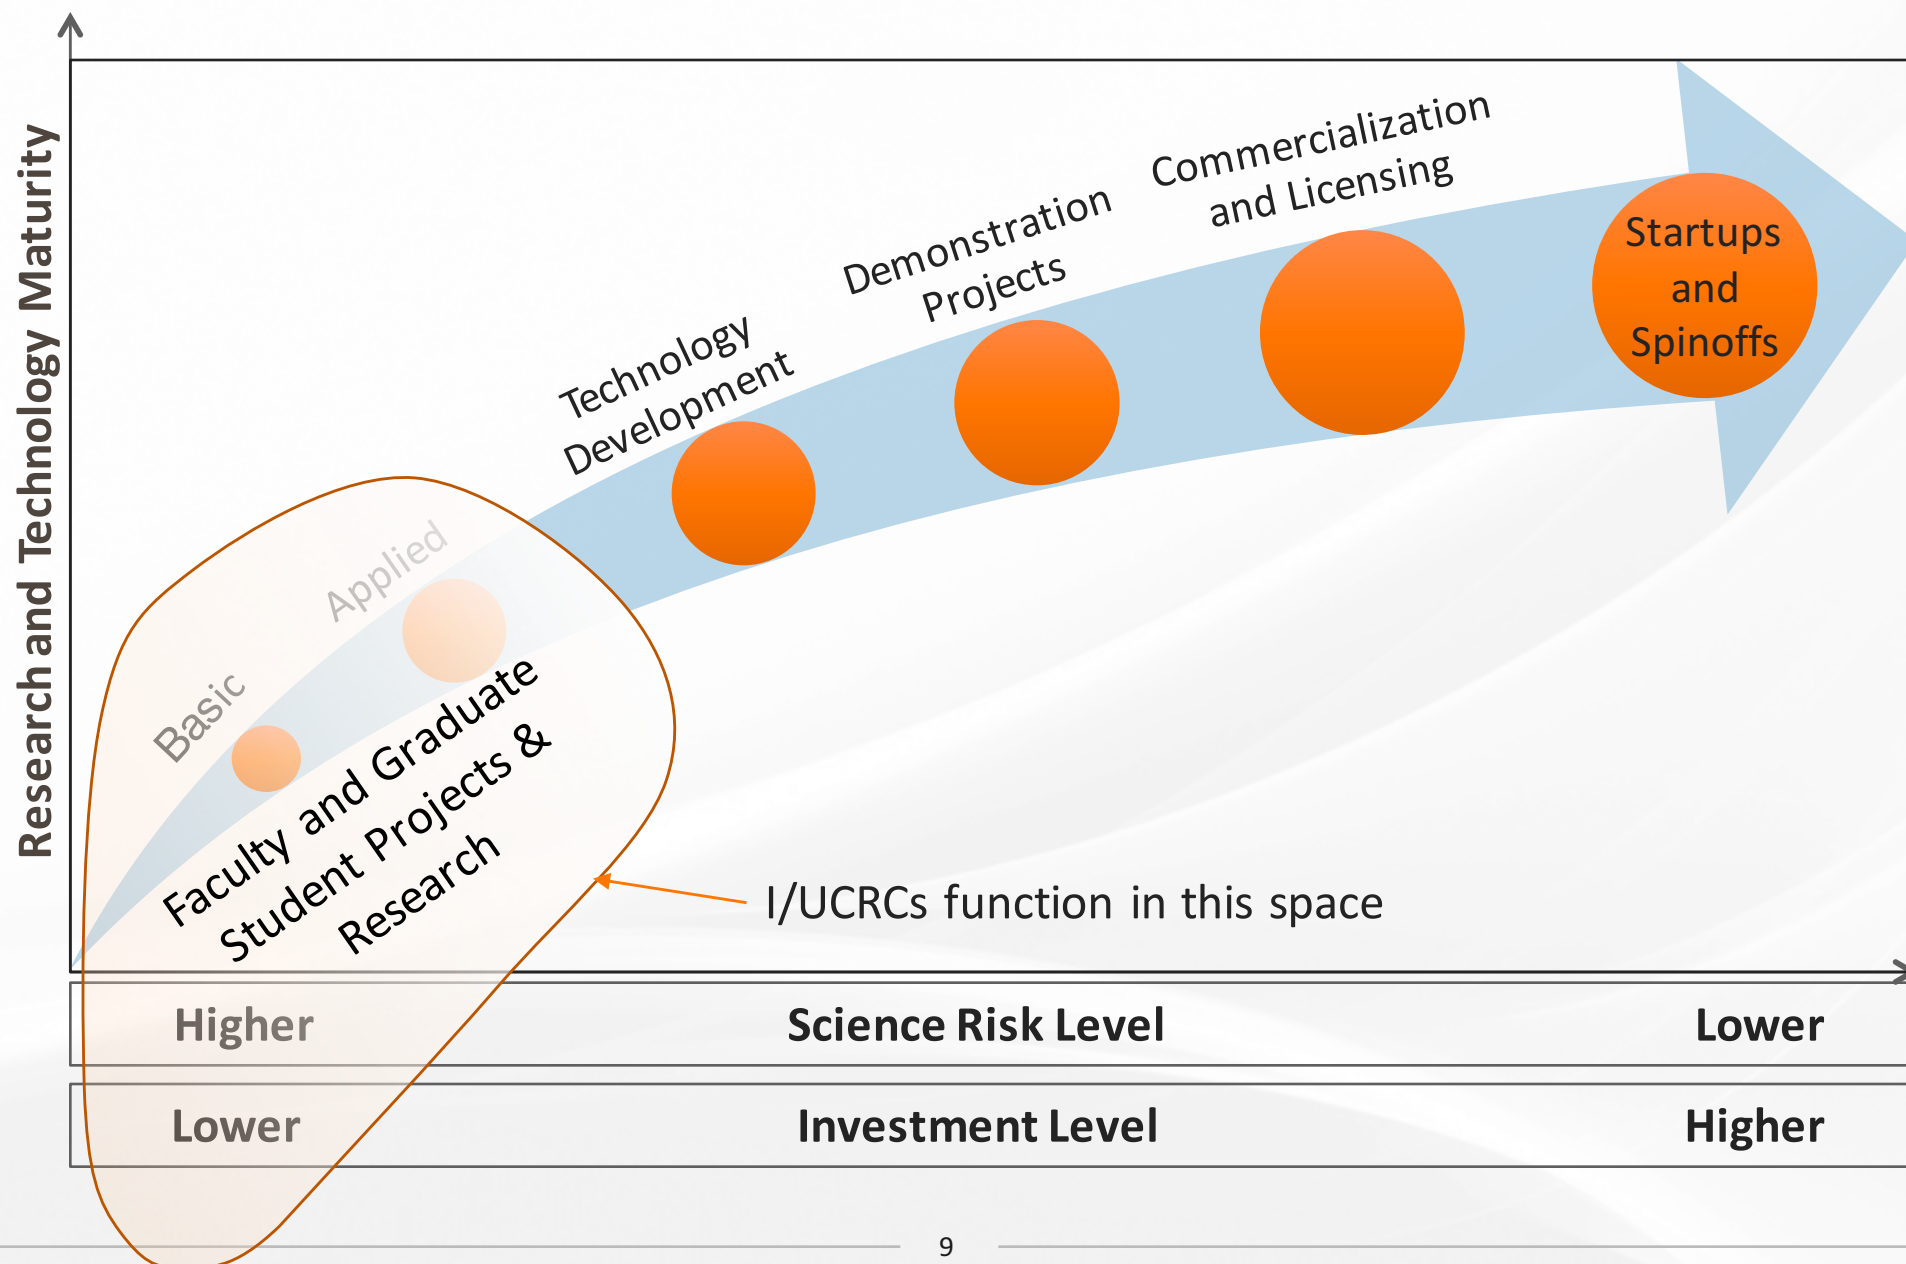 Research and Technology Maturity
Basic
Applied
Technology
Development
Demonstration
Projects
Commercialization
and Licensing
Startups
and
Spinoffs
Faculty and Graduate
Student Projects &
Research
I/UCRCs function in this space
Higher Science Risk Level Lower
Lower Investment Level Higher
9